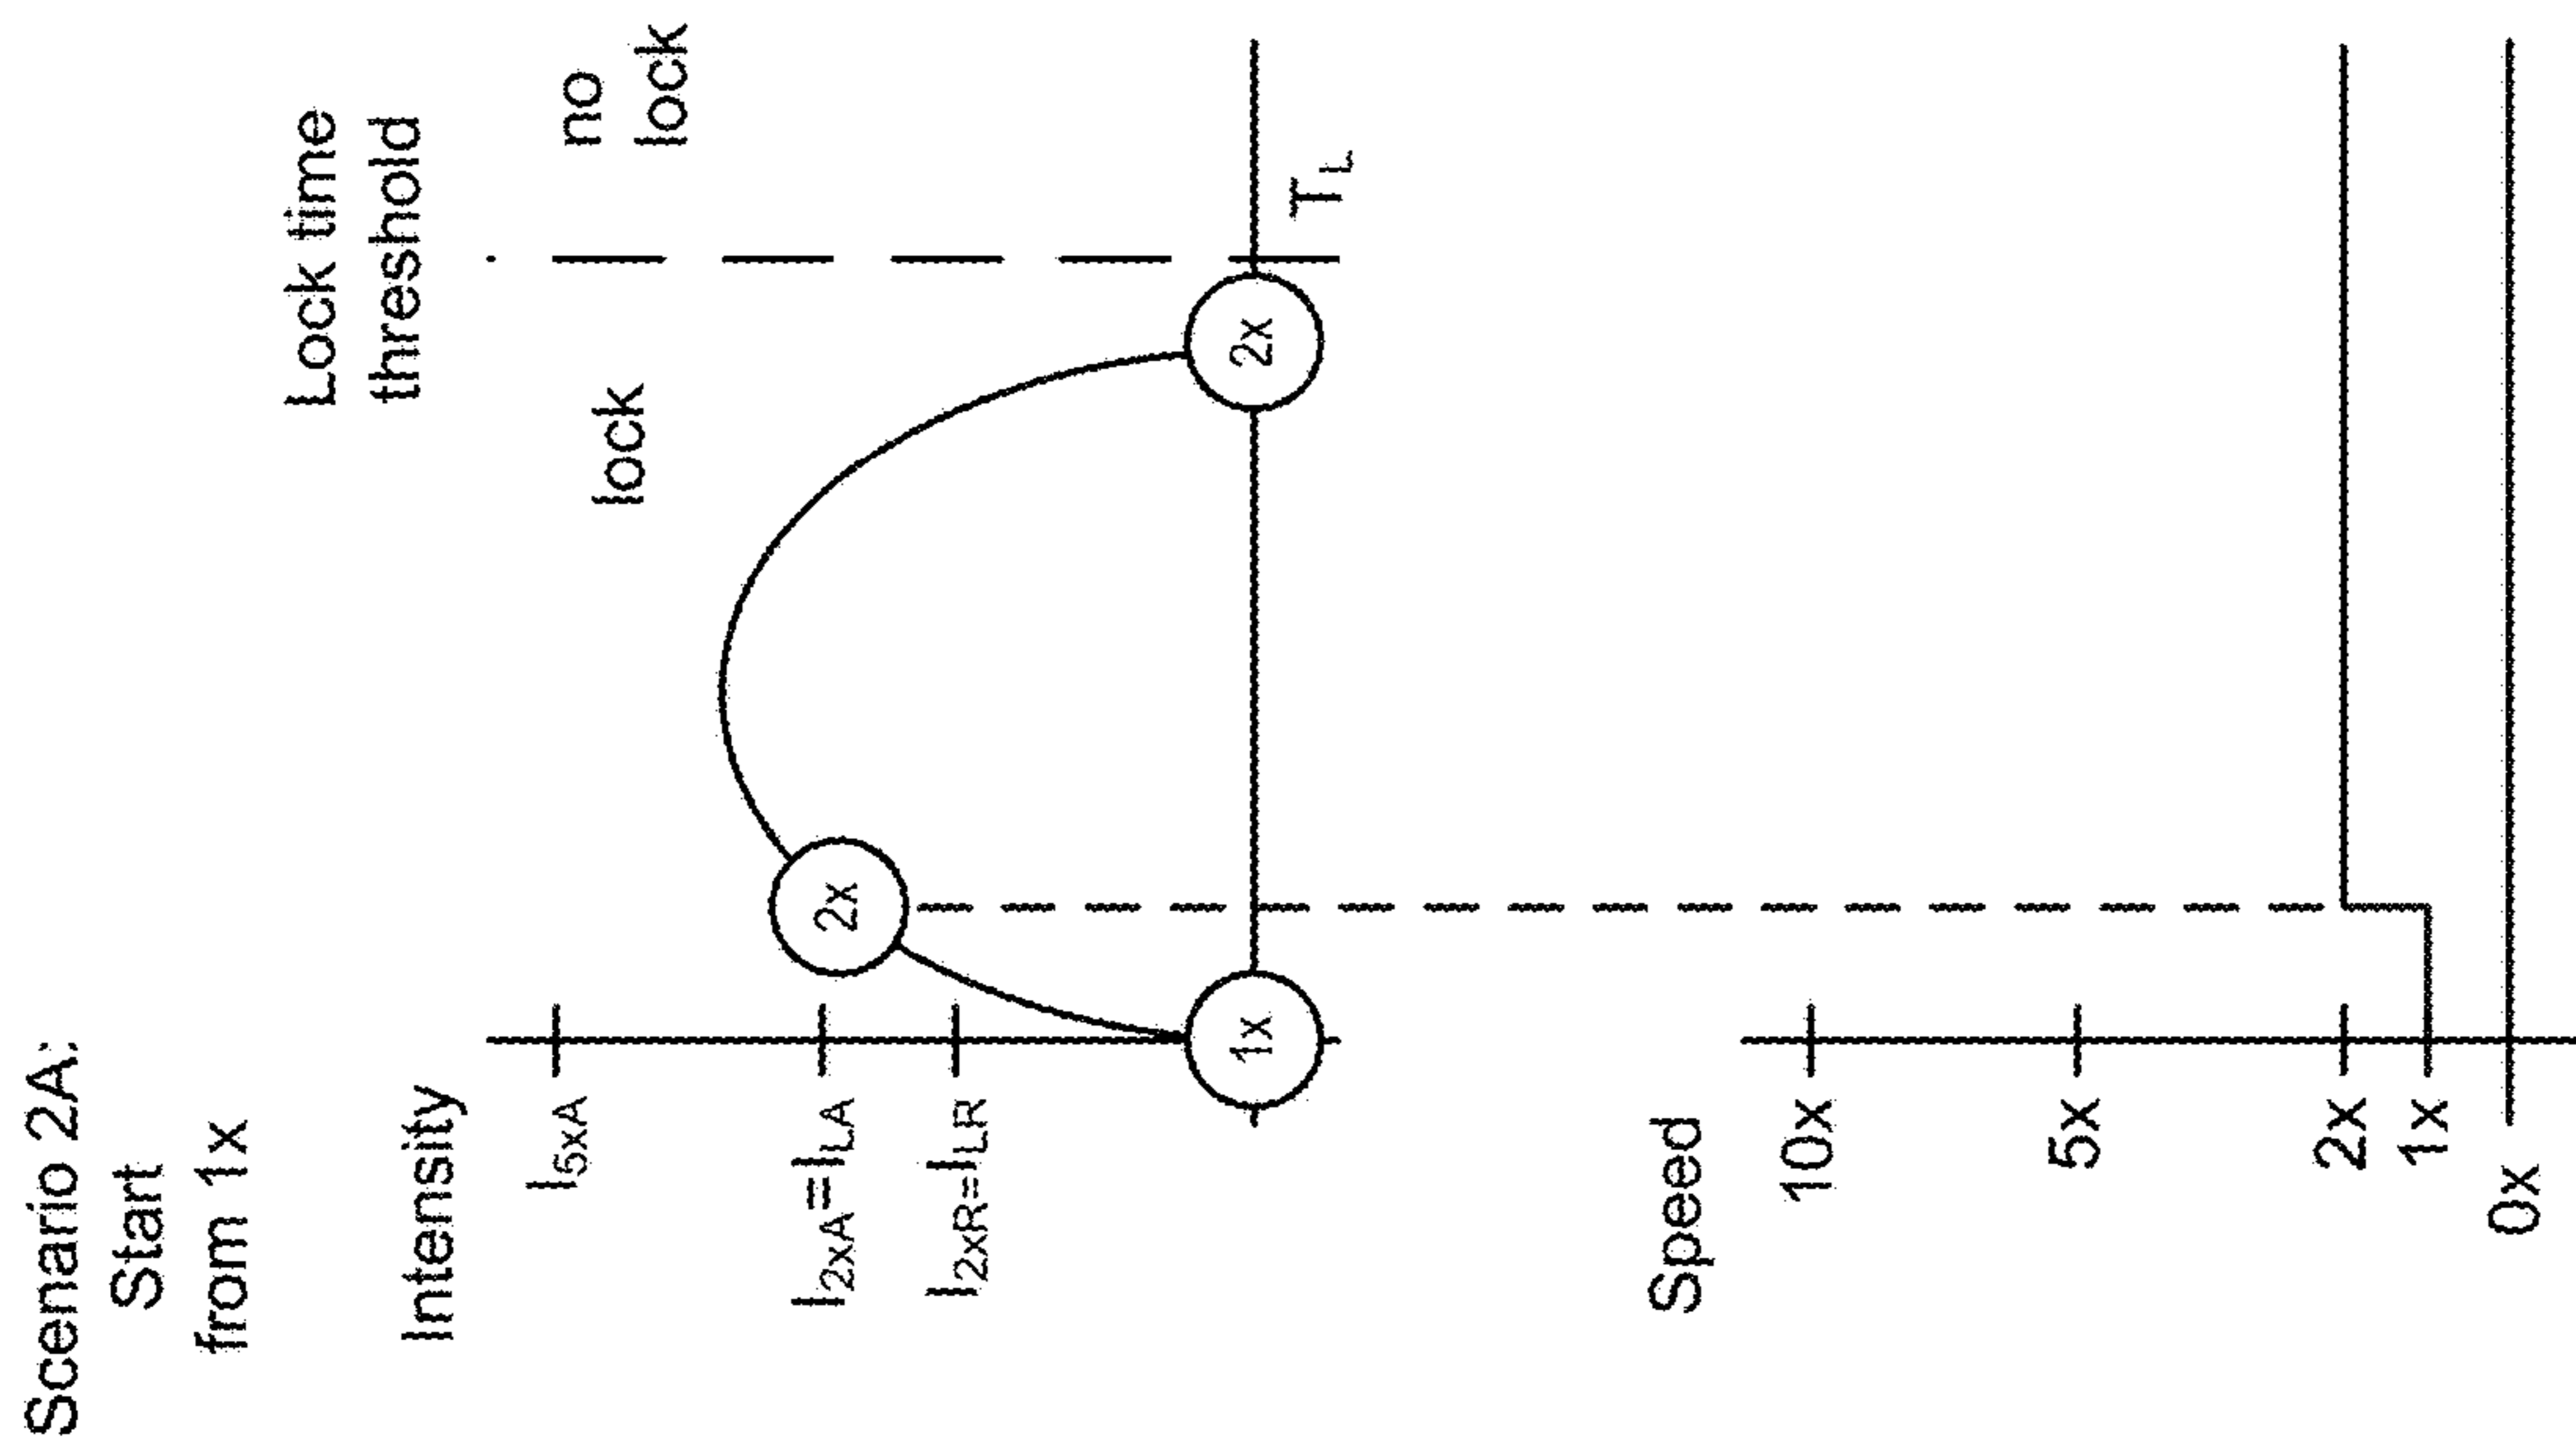 Scenario 2A:
Start
from 1x
Lock time
threshold
Intensity
lock
no
lock
I5xA
I2xA=ILA
I2xR=ILR
2x
1x
2x
TL
Speed
10x
5x
2x
1x
0x